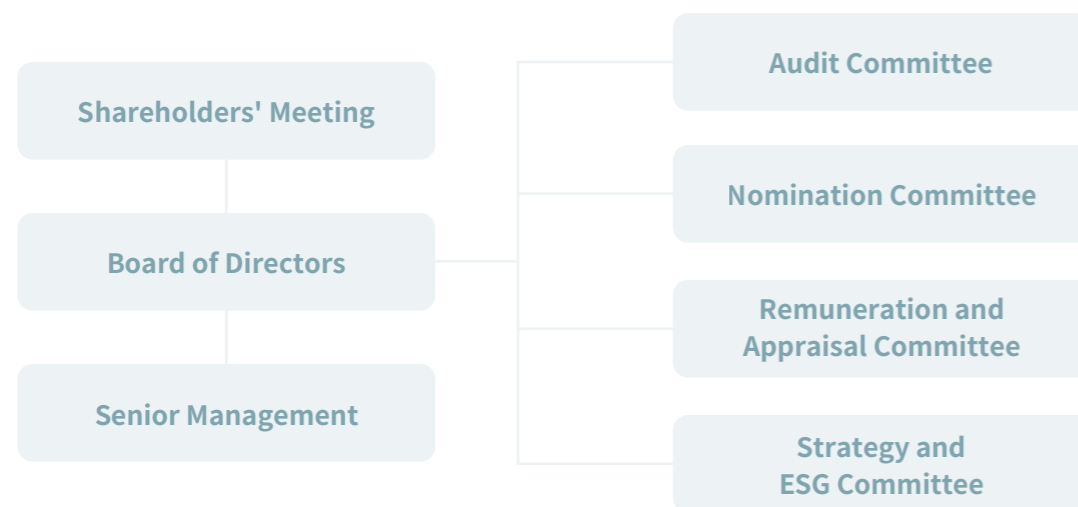 Shareholders' Meeting
Board of Directors
Senior Management
Audit Committee
Nomination Committee
Remuneration and
Appraisal Committee
Strategy and
ESG Committee